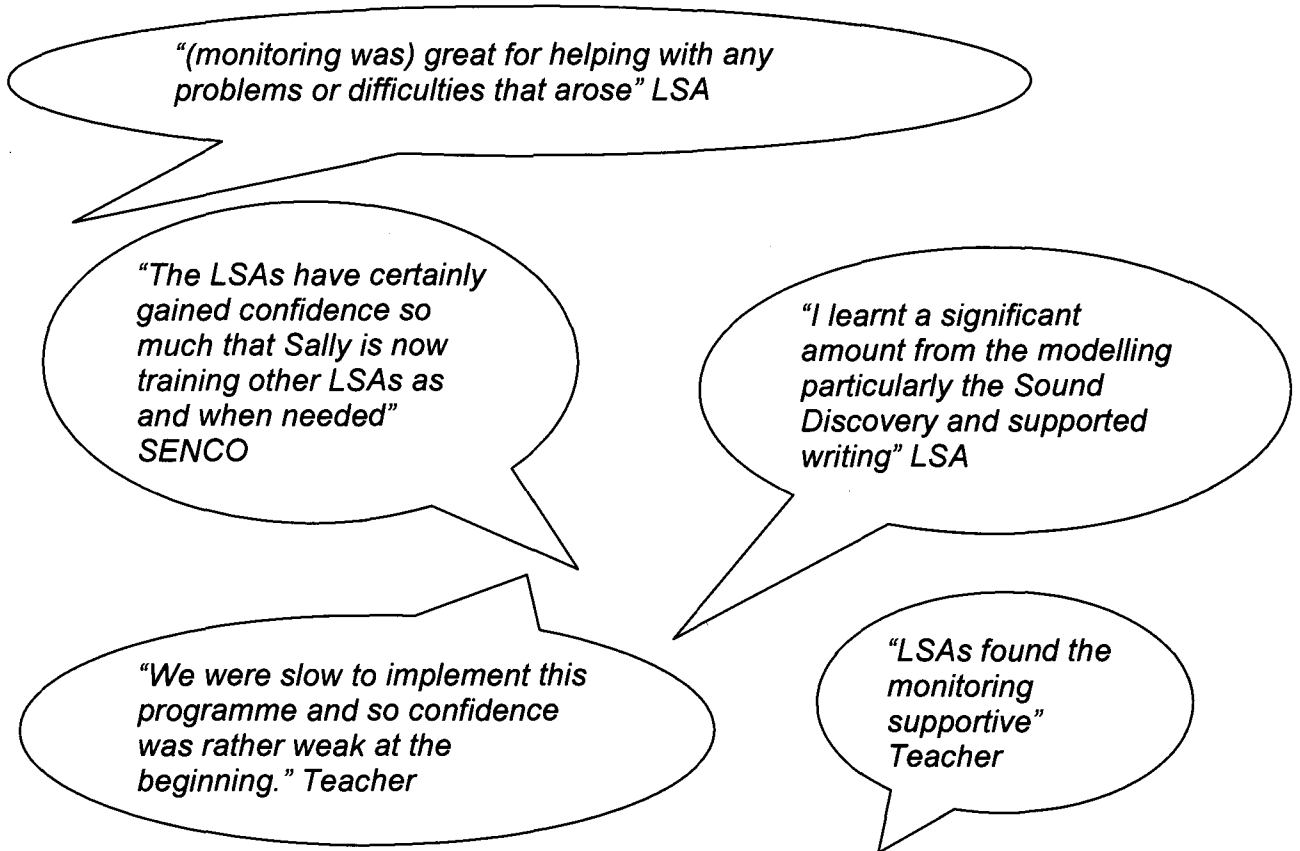 “(monitoring was) great for helping with any
problems or difficulties that arose” LSA
“The LSAs have certainly
gained confidence so
much that Sally is now
training other LSAs as
and when needed”
SENCO
“I learnt a significant
amount from the modelling
particularly the Sound
Discovery and supported
writing” LSA
“We were slow to implement this
programme and so confidence
was rather weak at the
beginning.” Teacher
“LSAs found the
monitoring
supportive”
Teacher